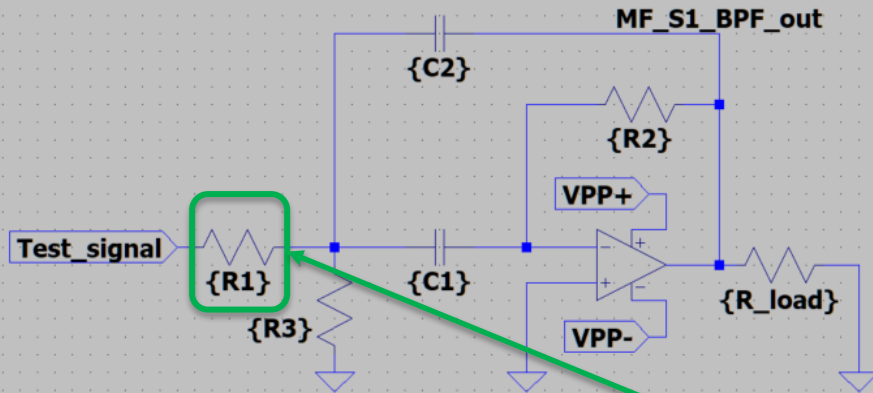 MF_S1_BPF_out
{C2}
{R2}
VPP+
Test_signal
{R1}
{C1}
{R_load}
{R3}
VPP-